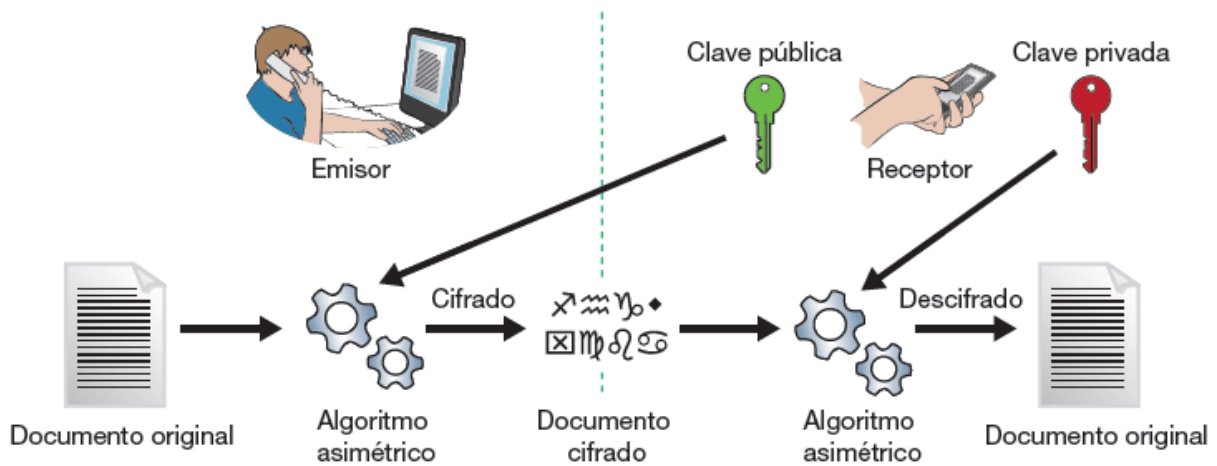 Clave pública
Clave privada
Emisor
Receptor
Cifrado
Descifrado
Documento original
Algoritmo
asimétrico
Documento
cifrado
Algoritmo
asimétrico
Documento original